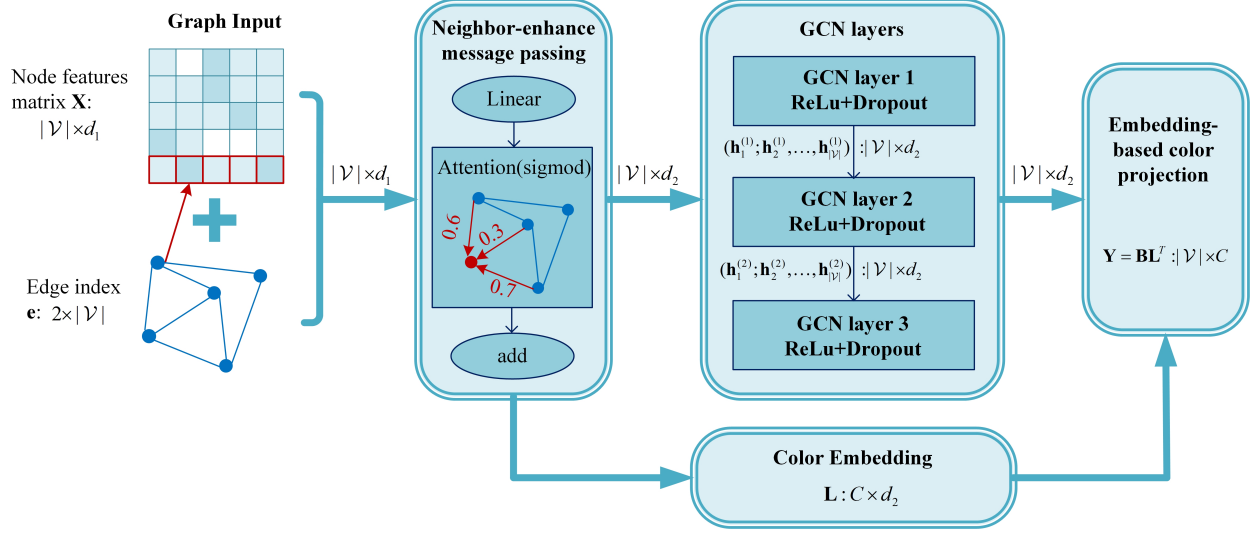 Graph Input
Node features
matrix X:
|𝒱|×d₁
Edge index
e: 2×|𝒱|
|𝒱|×d₁
Neighbor-enhance
message passing
Linear
Attention(sigmod)
0.6
0.3
0.7
add
|𝒱|×d₂
GCN layers
GCN layer 1
ReLu+Dropout
(h₁⁽¹⁾;h₂⁽¹⁾,…,h_{|𝒱|}⁽¹⁾) :|𝒱|×d₂
GCN layer 2
ReLu+Dropout
(h₁⁽²⁾;h₂⁽²⁾,…,h_{|𝒱|}⁽²⁾) :|𝒱|×d₂
GCN layer 3
ReLu+Dropout
|𝒱|×d₂
Embedding-
based color
projection
Y = BLᵀ :|𝒱|×C
Color Embedding
L : C × d₂